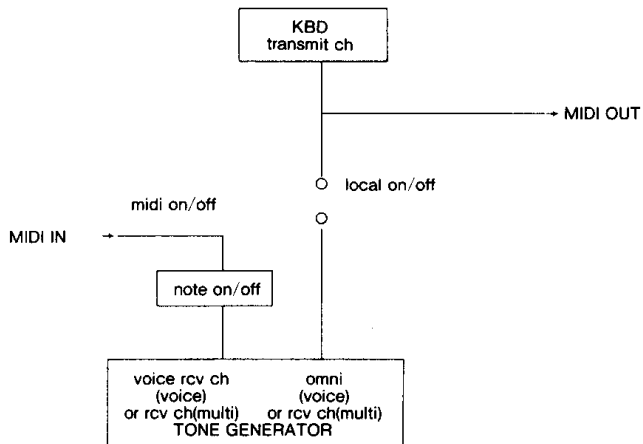 KBD
transmit ch
MIDI OUT
local on/off
midi on/off
MIDI IN
note on/off
voice rcv ch
(voice)
or rcv ch(multi)
omni
(voice)
or rcv ch(multi)
TONE GENERATOR